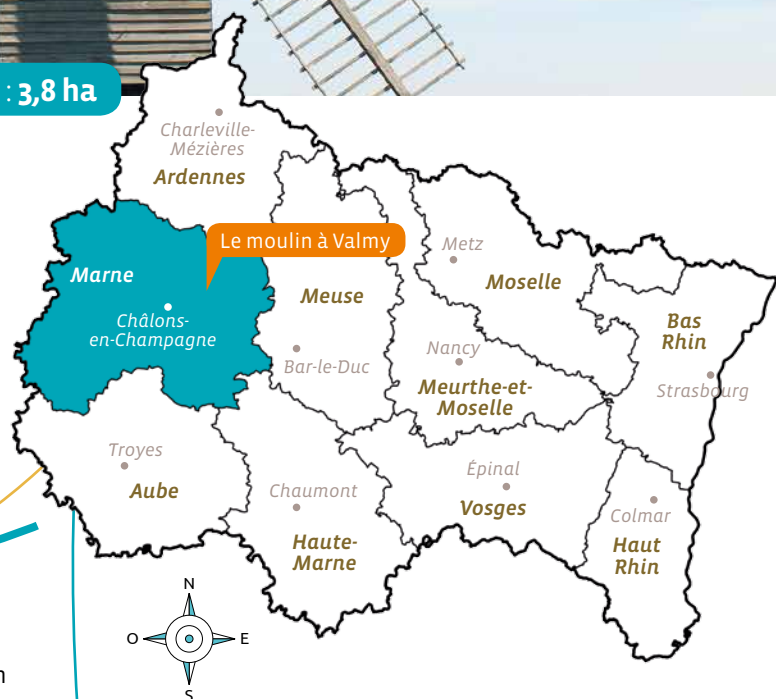 : 3,8 ha
Charleville-
Mézières
Ardennes
Le moulin à Valmy
Marne
Châlons-
en-Champagne
Meuse
Bar-le-Duc
Metz
Moselle
Nancy
Meurthe-et-
Moselle
Bas
Rhin
Strasbourg
Troyes
Aube
Chaumont
Haute-
Marne
Épinal
Vosges
Colmar
Haut
Rhin
N
O
E
S